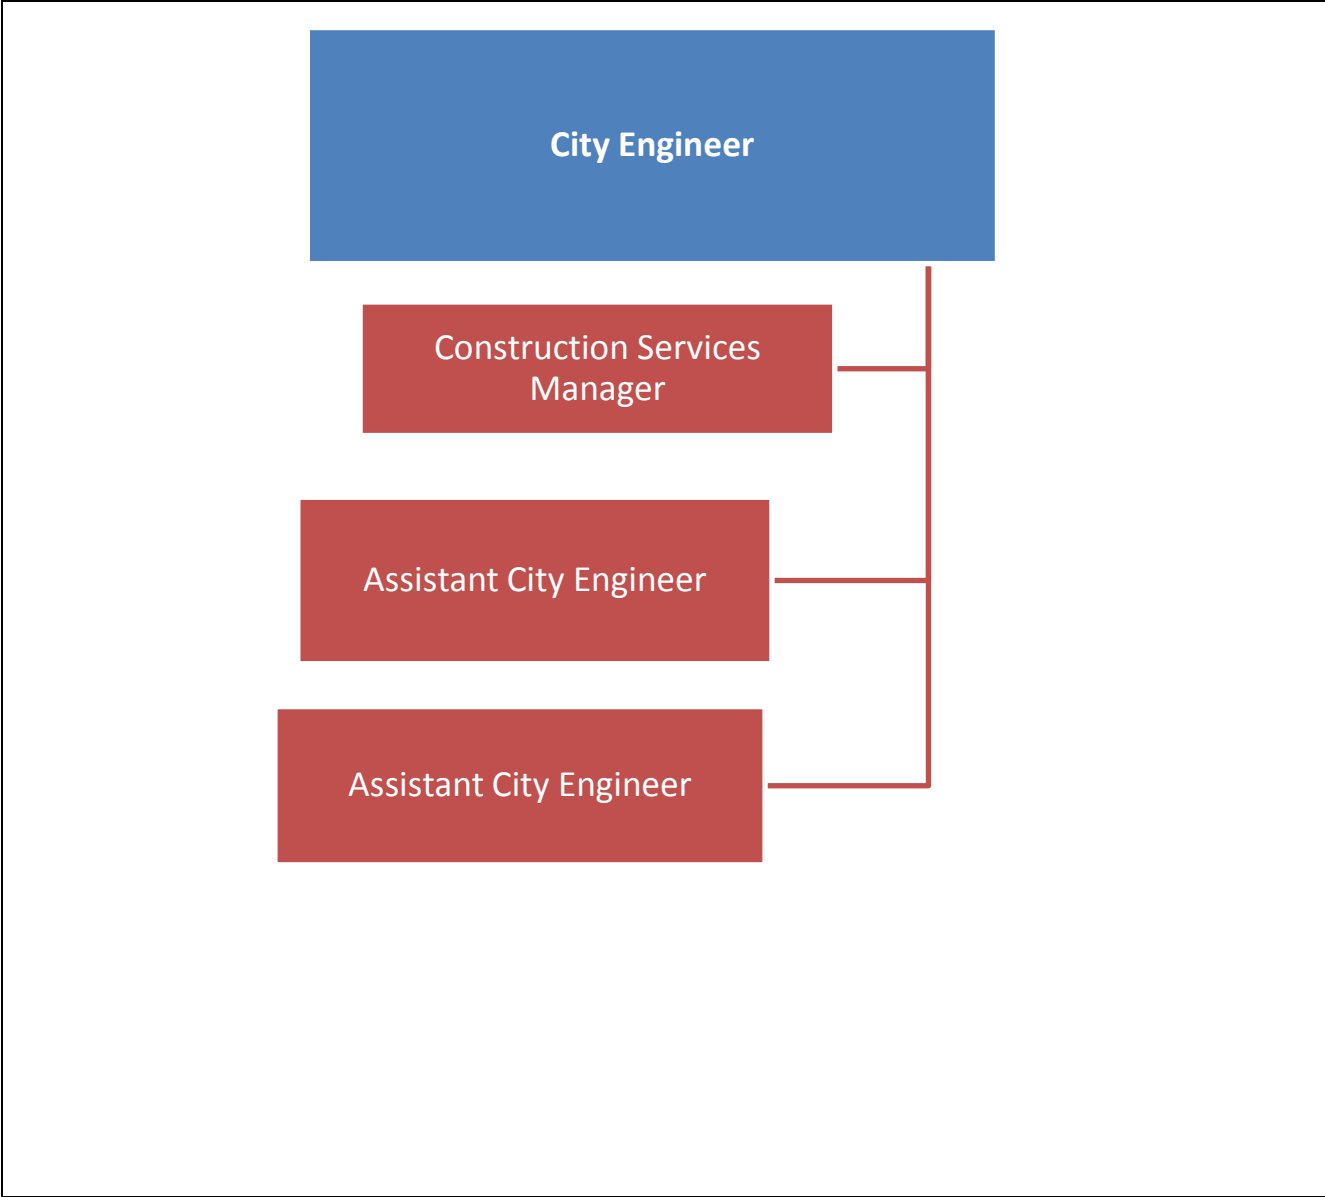 City Engineer
Construction Services
Manager
Assistant City Engineer
Assistant City Engineer